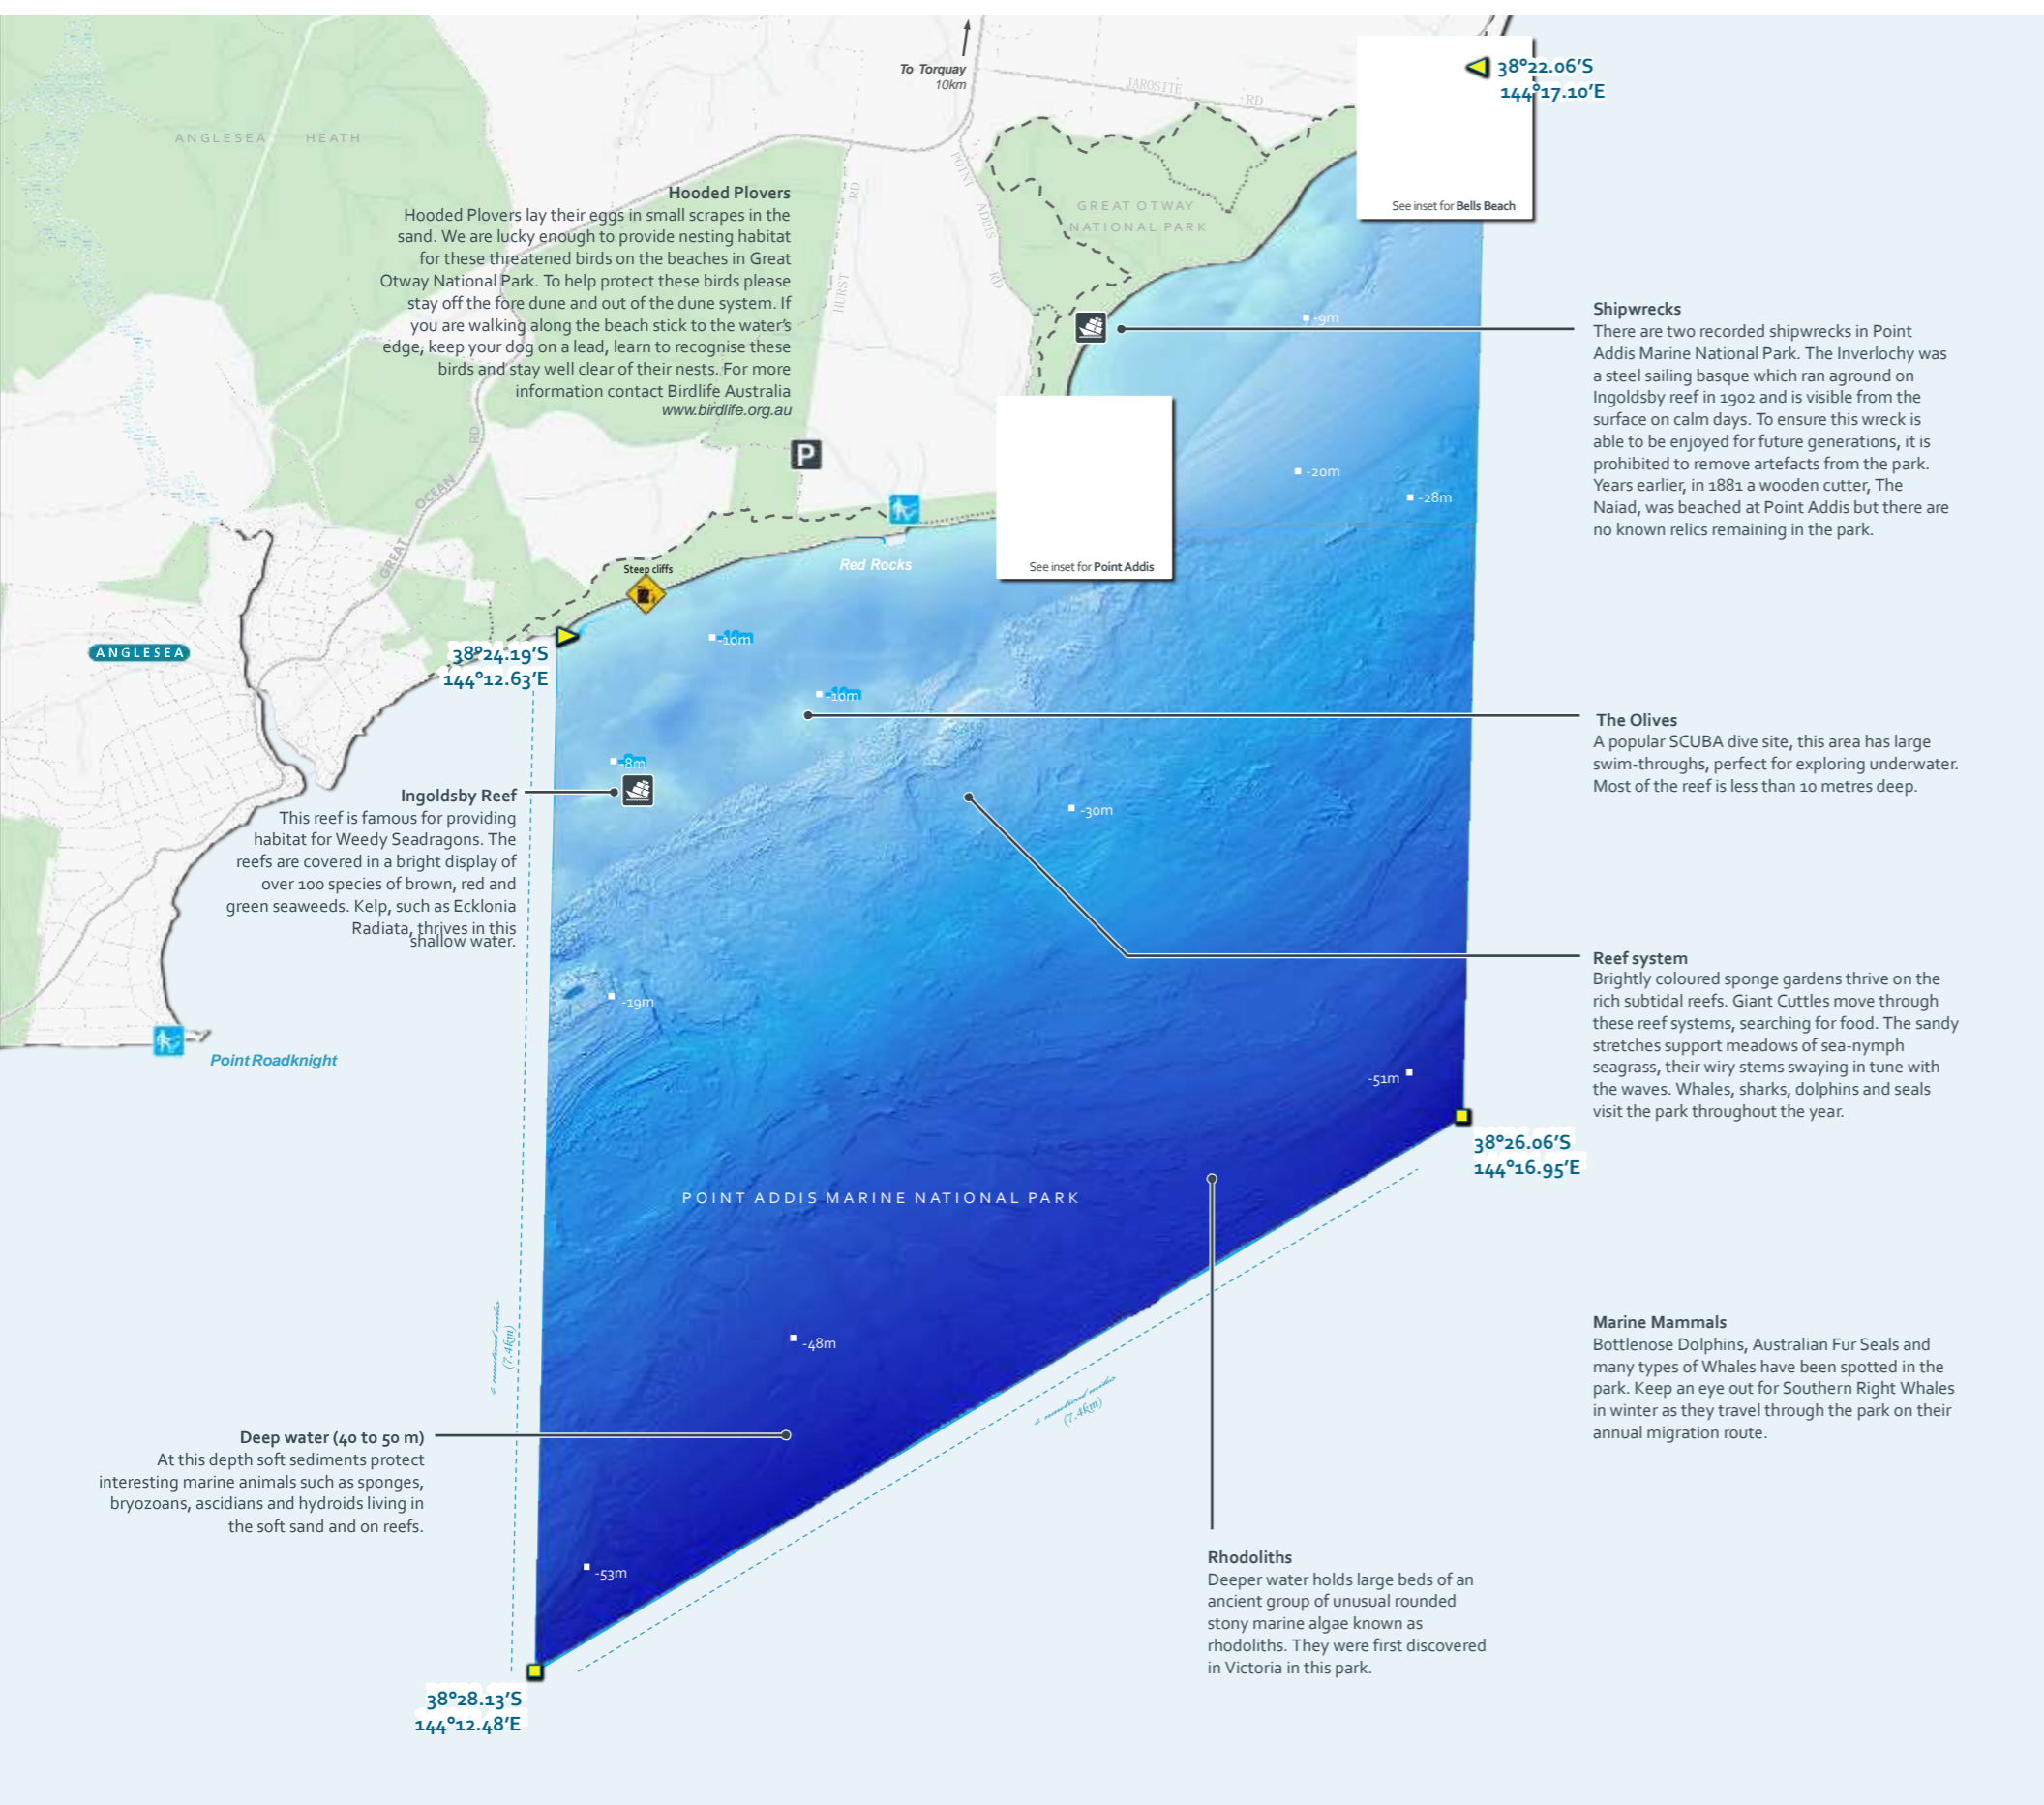 To Torquay
10km
JAROSITE RD
38°22.06’S
144°17.10’E
ANGLESEA HEATH
POINT ADDIS RD
HURST RD
GREAT OTWAY
NATIONAL PARK
See inset for Bells Beach
Hooded Plovers
Hooded Plovers lay their eggs in small scrapes in the
sand. We are lucky enough to provide nesting habitat
for these threatened birds on the beaches in Great
Otway National Park. To help protect these birds please
stay off the fore dune and out of the dune system. If
you are walking along the beach stick to the water’s
edge, keep your dog on a lead, learn to recognise these
birds and stay well clear of their nests. For more
information contact Birdlife Australia
www.birdlife.org.au
Shipwrecks
There are two recorded shipwrecks in Point
Addis Marine National Park. The Inverlochy was
a steel sailing basque which ran aground on
Ingoldsby reef in 1902 and is visible from the
surface on calm days. To ensure this wreck is
able to be enjoyed for future generations, it is
prohibited to remove artefacts from the park.
Years earlier, in 1881 a wooden cutter, The
Naiad, was beached at Point Addis but there are
no known relics remaining in the park.
-9m
-20m
-28m
P
GREAT OCEAN RD
Steep cliffs
Red Rocks
See inset for Point Addis
ANGLESEA
38°24.19’S
144°12.63’E
-10m
-10m
-8m
The Olives
A popular SCUBA dive site, this area has large
swim-throughs, perfect for exploring underwater.
Most of the reef is less than 10 metres deep.
Ingoldsby Reef
This reef is famous for providing
habitat for Weedy Seadragons. The
reefs are covered in a bright display of
over 100 species of brown, red and
green seaweeds. Kelp, such as Ecklonia
Radiata, thrives in this
shallow water.
-30m
-19m
Reef system
Brightly coloured sponge gardens thrive on the
rich subtidal reefs. Giant Cuttles move through
these reef systems, searching for food. The sandy
stretches support meadows of sea-nymph
seagrass, their wiry stems swaying in tune with
the waves. Whales, sharks, dolphins and seals
visit the park throughout the year.
Point Roadknight
-51m
38°26.06’S
144°16.95’E
POINT ADDIS MARINE NATIONAL PARK
4 nautical miles
(7.4km)
-48m
4 nautical miles
(7.4km)
Marine Mammals
Bottlenose Dolphins, Australian Fur Seals and
many types of Whales have been spotted in the
park. Keep an eye out for Southern Right Whales
in winter as they travel through the park on their
annual migration route.
Deep water (40 to 50 m)
At this depth soft sediments protect
interesting marine animals such as sponges,
bryozoans, ascidians and hydroids living in
the soft sand and on reefs.
-53m
Rhodoliths
Deeper water holds large beds of an
ancient group of unusual rounded
stony marine algae known as
rhodoliths. They were first discovered
in Victoria in this park.
38°28.13’S
144°12.48’E